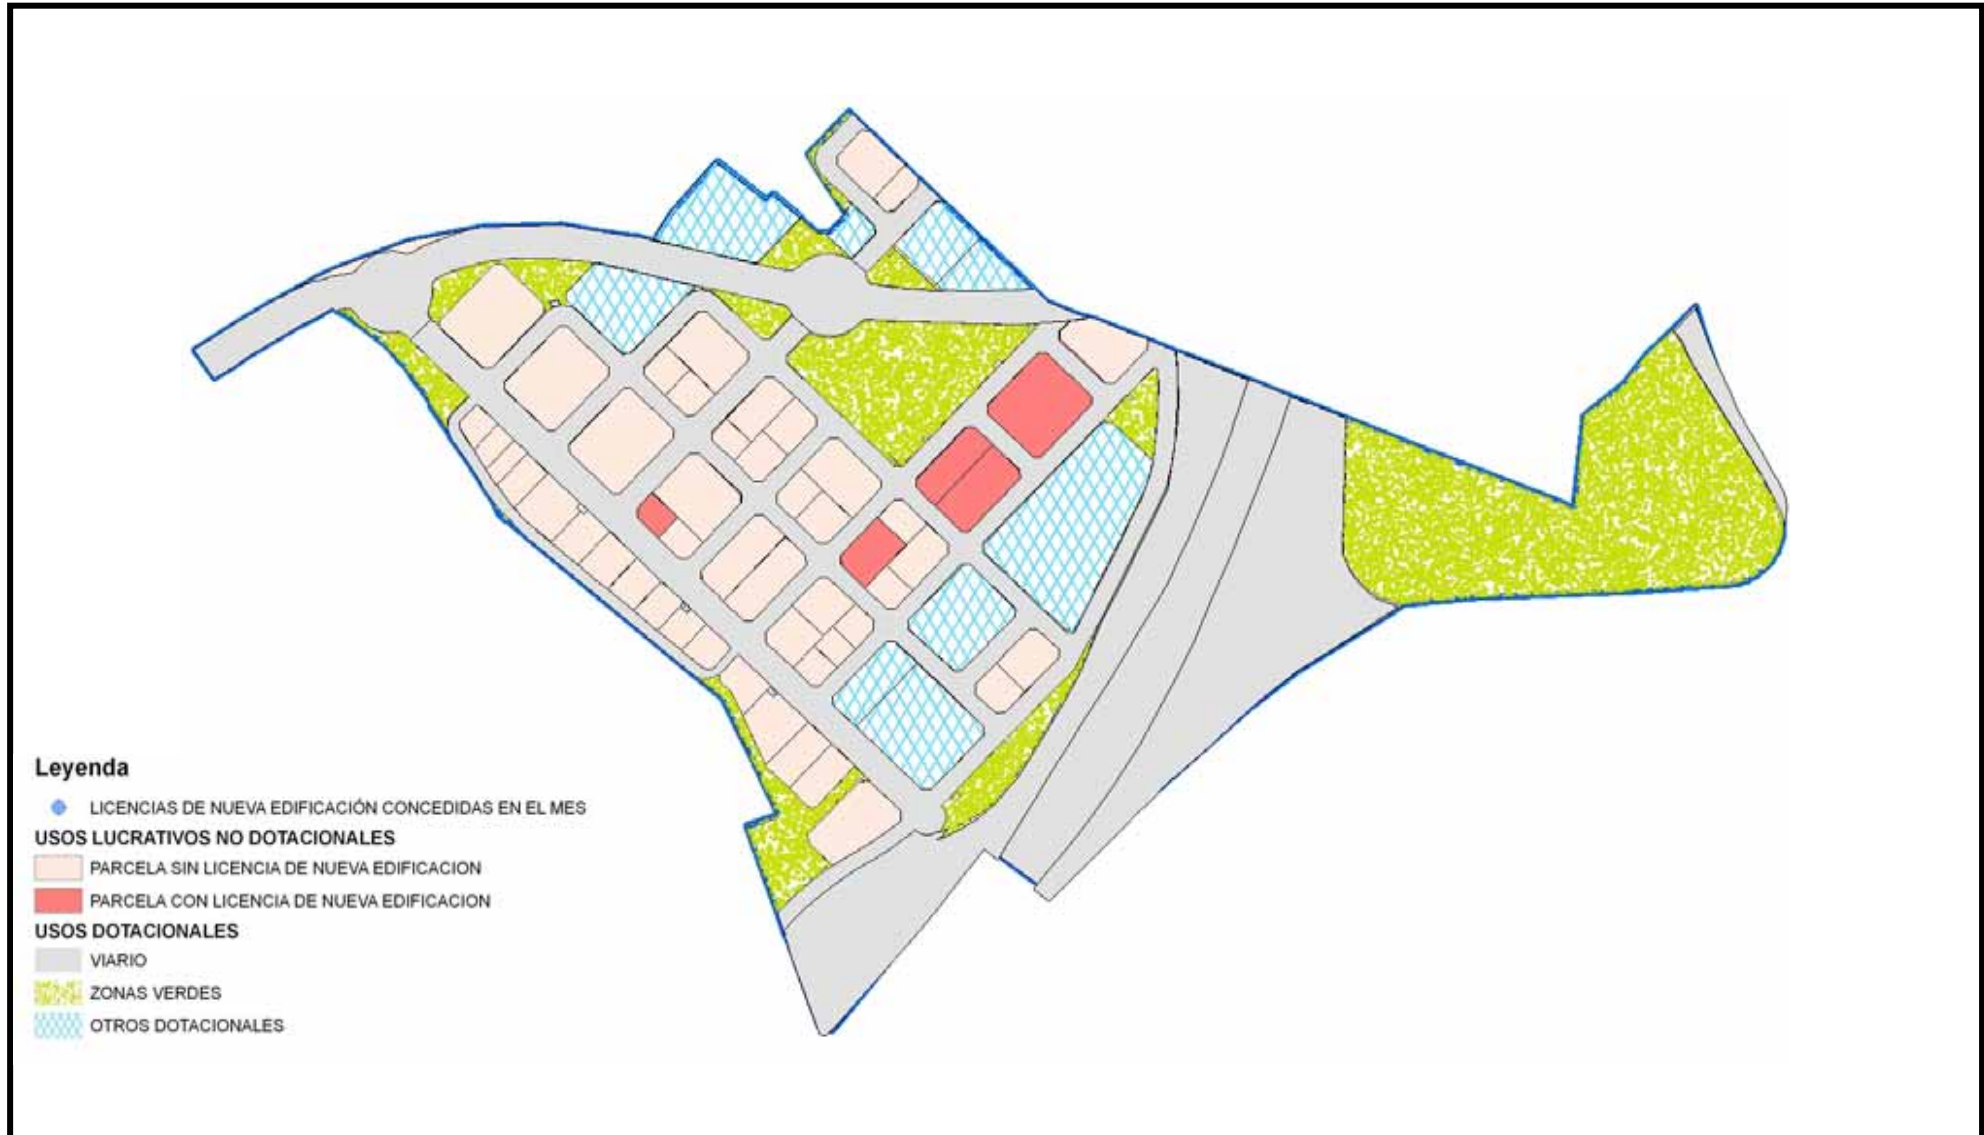 Leyenda
LICENCIAS DE NUEVA EDIFICACIÓN CONCEDIDAS EN EL MES
USOS LUCRATIVOS NO DOTACIONALES
PARCELA SIN LICENCIA DE NUEVA EDIFICACION
PARCELA CON LICENCIA DE NUEVA EDIFICACION
USOS DOTACIONALES
VIARIO
ZONAS VERDES
OTROS DOTACIONALES